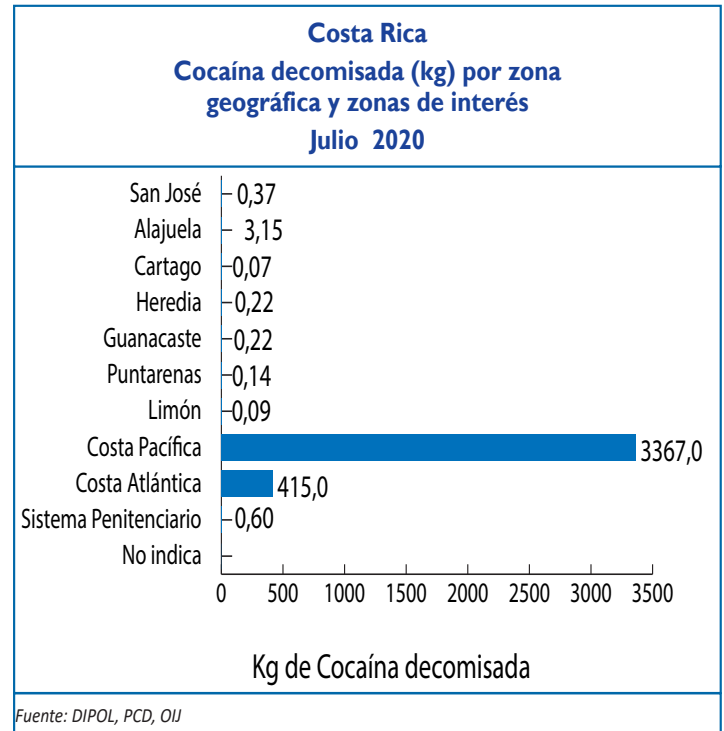 Costa Rica
Cocaína decomisada (kg) por zona
geográfica y zonas de interés
Julio 2020
San José 0,37
Alajuela 3,15
Cartago 0,07
Heredia 0,22
Guanacaste 0,22
Puntarenas 0,14
Limón 0,09
Costa Pacífica 3367,0
Costa Atlántica 415,0
Sistema Penitenciario 0,60
No indica
0 500 1000 1500 2000 2500 3000 3500
Kg de Cocaína decomisada
Fuente: DIPOL, PCD, OIJ